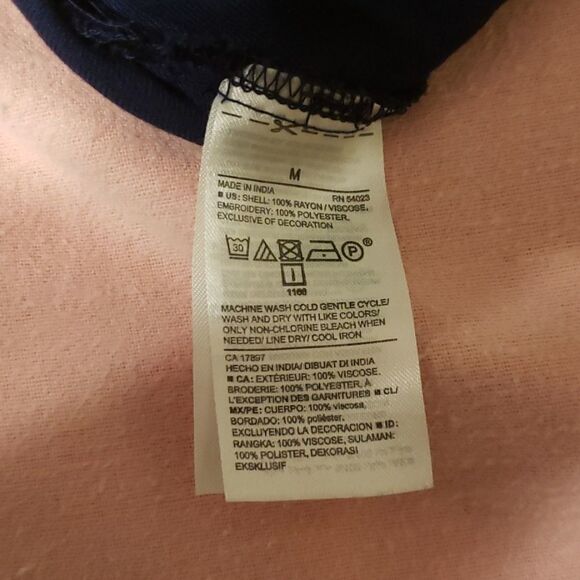 M
MADE IN INDIA RN 54023
■ US: SHELL: 100% RAYON / VISCOSE.
EMBROIDERY: 100% POLYESTER.
EXCLUSIVE OF DECORATION
30 P ®
I
1166
MACHINE WASH COLD GENTLE CYCLE/
WASH AND DRY WITH LIKE COLORS/
ONLY NON-CHLORINE BLEACH WHEN
NEEDED/ LINE DRY/ COOL IRON
CA 17897
HECHO EN INDIA/ DIBUAT DI INDIA
■ CA: EXTÉRIEUR: 100% VISCOSE.
BRODERIE: 100% POLYESTER, À
L'EXCEPTION DES GARNITURES ■ CL/
MX/PE: CUERPO: 100% viscosa,
BORDADO: 100% poliéster.
EXCLUYENDO LA DECORACION ■ ID:
RANGKA: 100% VISCOSE, SULAMAN:
100% POLISTER, DEKORASI
EKSKLUSIF